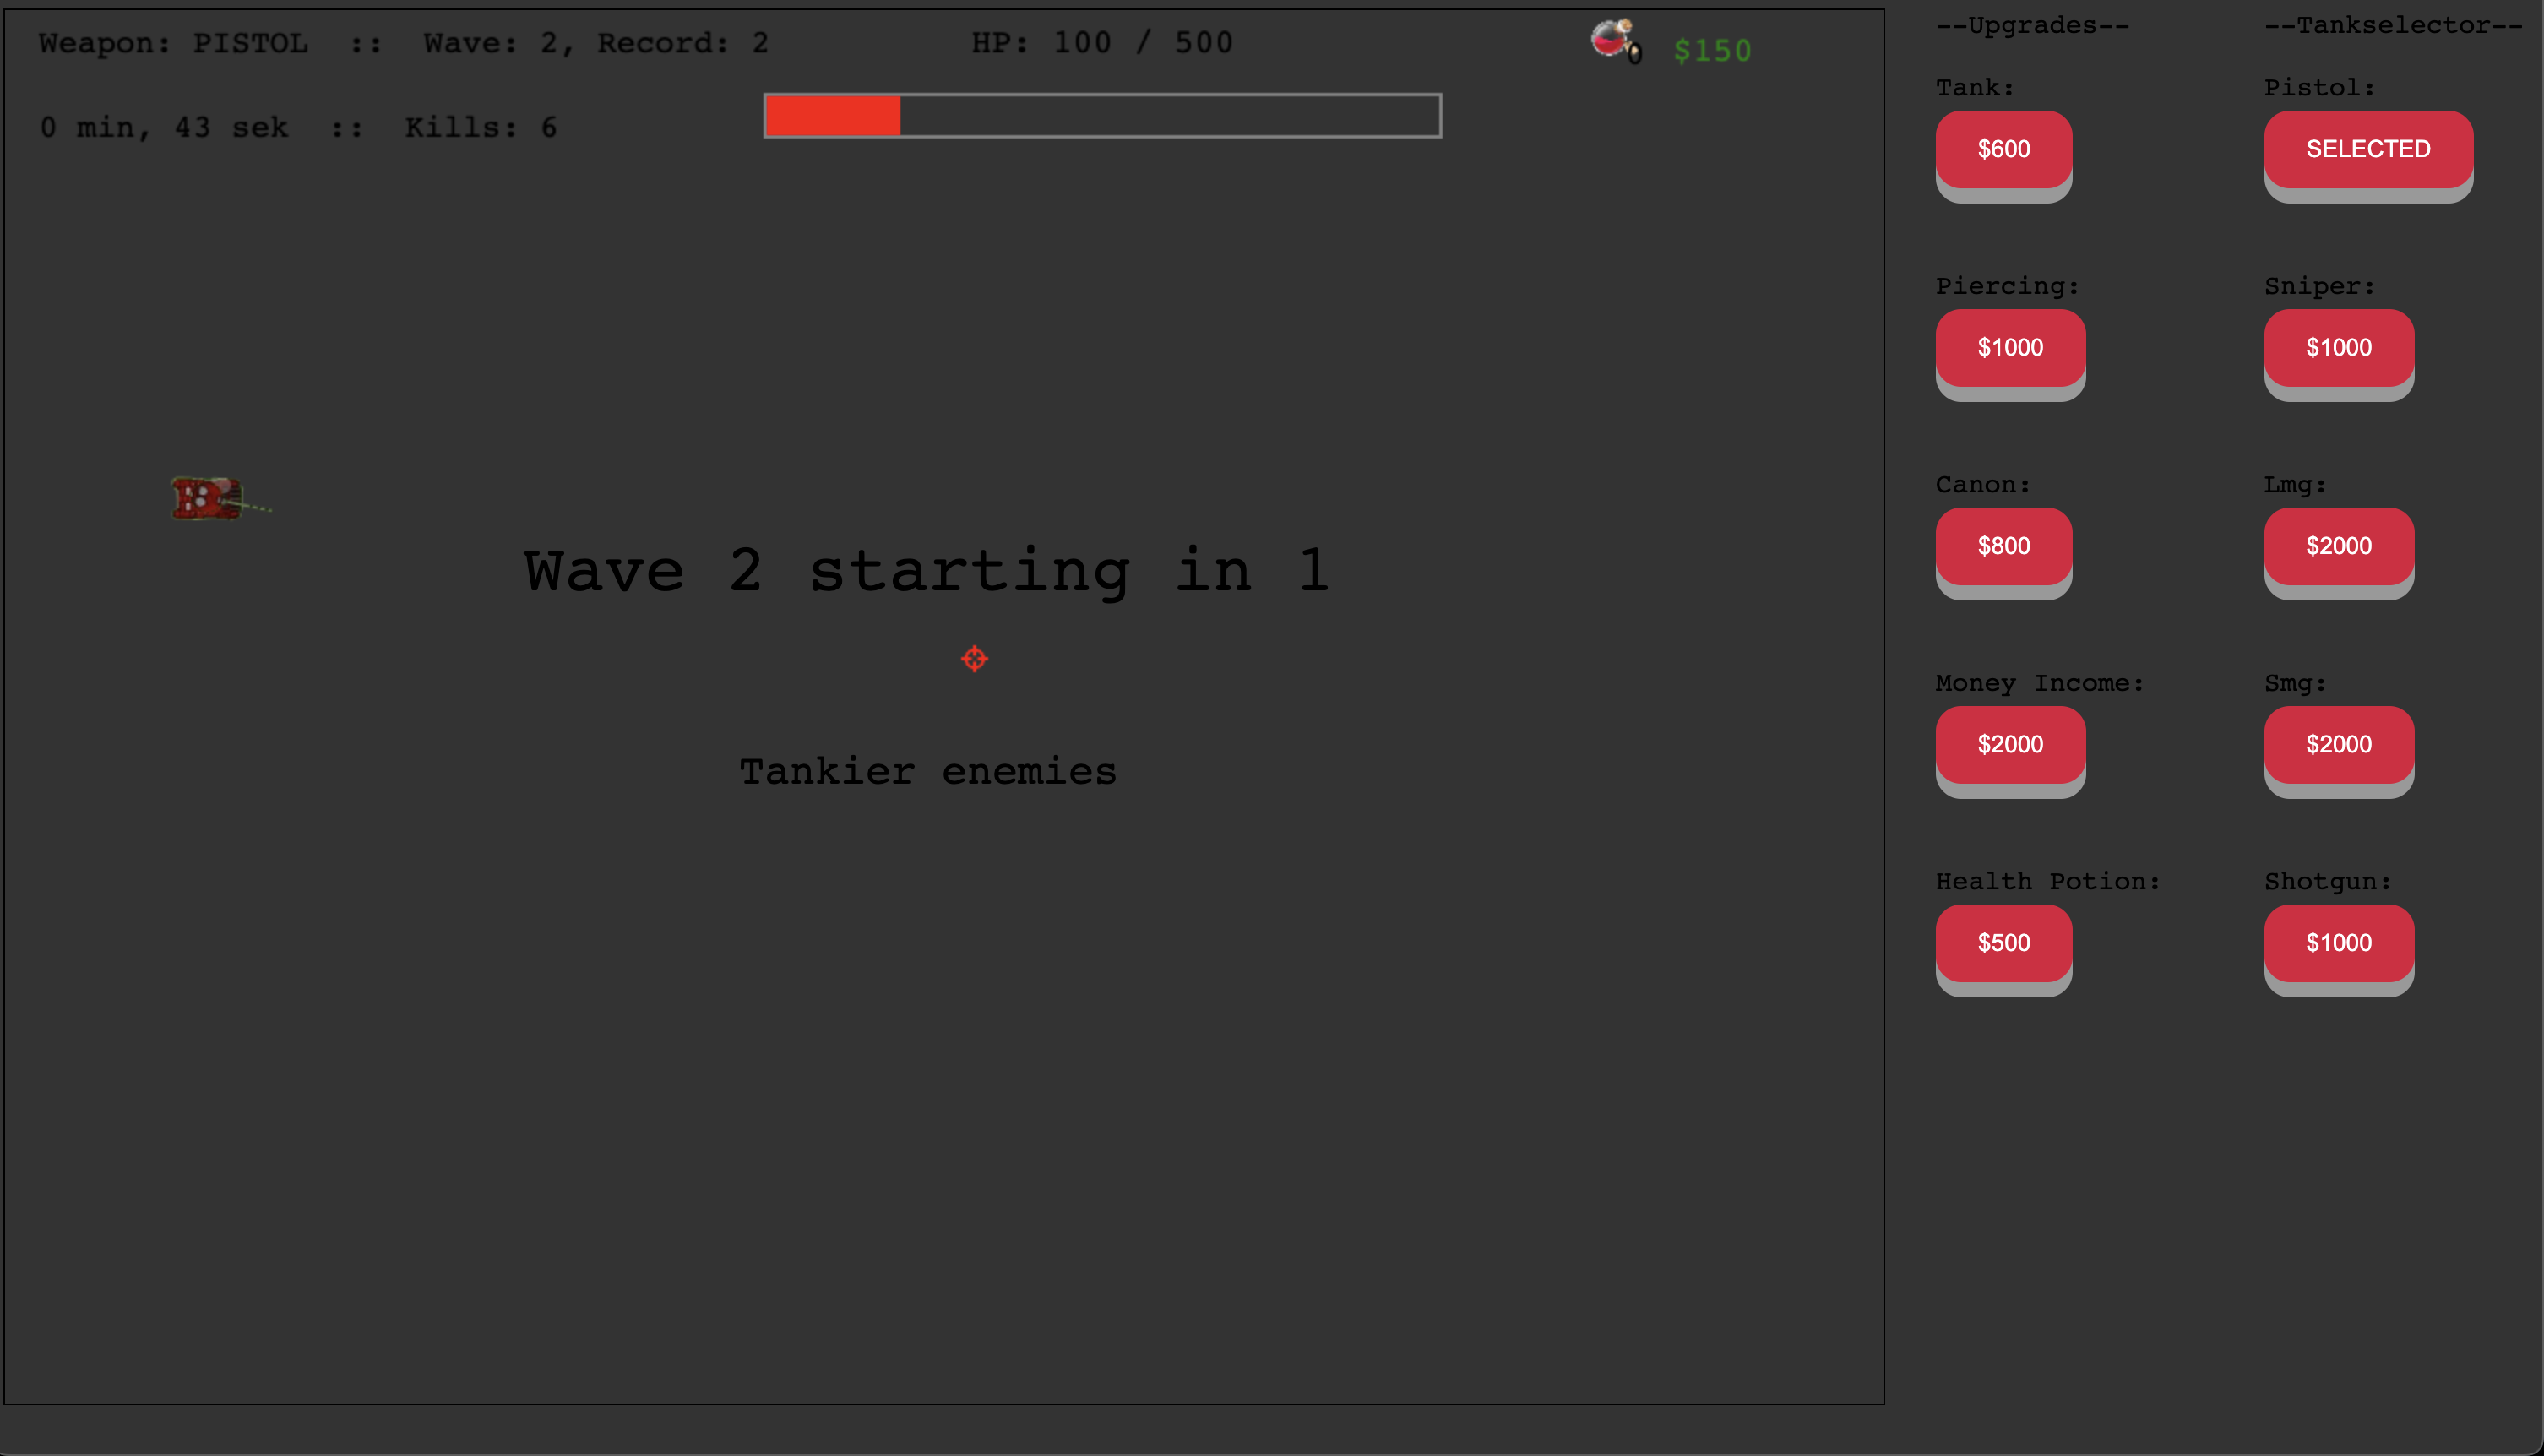 Weapon: PISTOL :: Wave: 2, Record: 2
HP: 100 / 500
0
$150
0 min, 43 sek :: Kills: 6
Wave 2 starting in 1
Tankier enemies
--Upgrades--
Tank:
$600
Piercing:
$1000
Canon:
$800
Money Income:
$2000
Health Potion:
$500
--Tankselector--
Pistol:
SELECTED
Sniper:
$1000
Lmg:
$2000
Smg:
$2000
Shotgun:
$1000